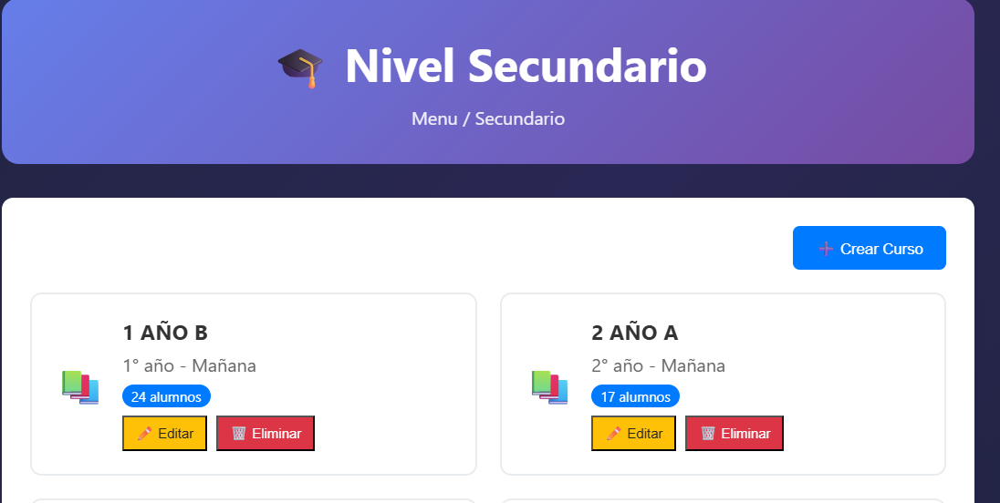 Nivel Secundario
Menu / Secundario
Crear Curso
1 AÑO B
1° año - Mañana
24 alumnos
Editar
Eliminar
2 AÑO A
2° año - Mañana
17 alumnos
Editar
Eliminar